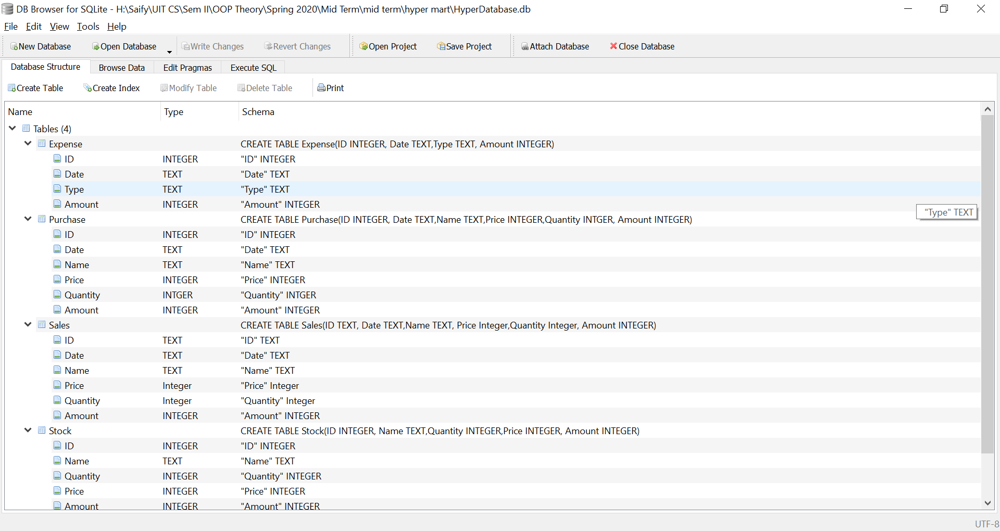 DB Browser for SQLite - H:\Saify\UIT CS\Sem II\OOP Theory\Spring 2020\Mid Term\mid term\hyper mart\HyperDatabase.db
File Edit View Tools Help
New Database Open Database Write Changes Revert Changes Open Project Save Project Attach Database Close Database
Database Structure Browse Data Edit Pragmas Execute SQL
Create Table Create Index Modify Table Delete Table Print
Name Type Schema
Tables (4)
Expense CREATE TABLE Expense(ID INTEGER, Date TEXT,Type TEXT, Amount INTEGER)
ID INTEGER "ID" INTEGER
Date TEXT "Date" TEXT
Type TEXT "Type" TEXT
Amount INTEGER "Amount" INTEGER
"Type" TEXT
Purchase CREATE TABLE Purchase(ID INTEGER, Date TEXT,Name TEXT,Price INTEGER,Quantity INTGER, Amount INTEGER)
ID INTEGER "ID" INTEGER
Date TEXT "Date" TEXT
Name TEXT "Name" TEXT
Price INTEGER "Price" INTEGER
Quantity INTGER "Quantity" INTGER
Amount INTEGER "Amount" INTEGER
Sales CREATE TABLE Sales(ID TEXT, Date TEXT,Name TEXT, Price Integer,Quantity Integer, Amount INTEGER)
ID TEXT "ID" TEXT
Date TEXT "Date" TEXT
Name TEXT "Name" TEXT
Price Integer "Price" Integer
Quantity Integer "Quantity" Integer
Amount INTEGER "Amount" INTEGER
Stock CREATE TABLE Stock(ID INTEGER, Name TEXT,Quantity INTEGER,Price INTEGER, Amount INTEGER)
ID INTEGER "ID" INTEGER
Name TEXT "Name" TEXT
Quantity INTEGER "Quantity" INTEGER
Price INTEGER "Price" INTEGER
Amount INTEGER "Amount" INTEGER
UTF-8